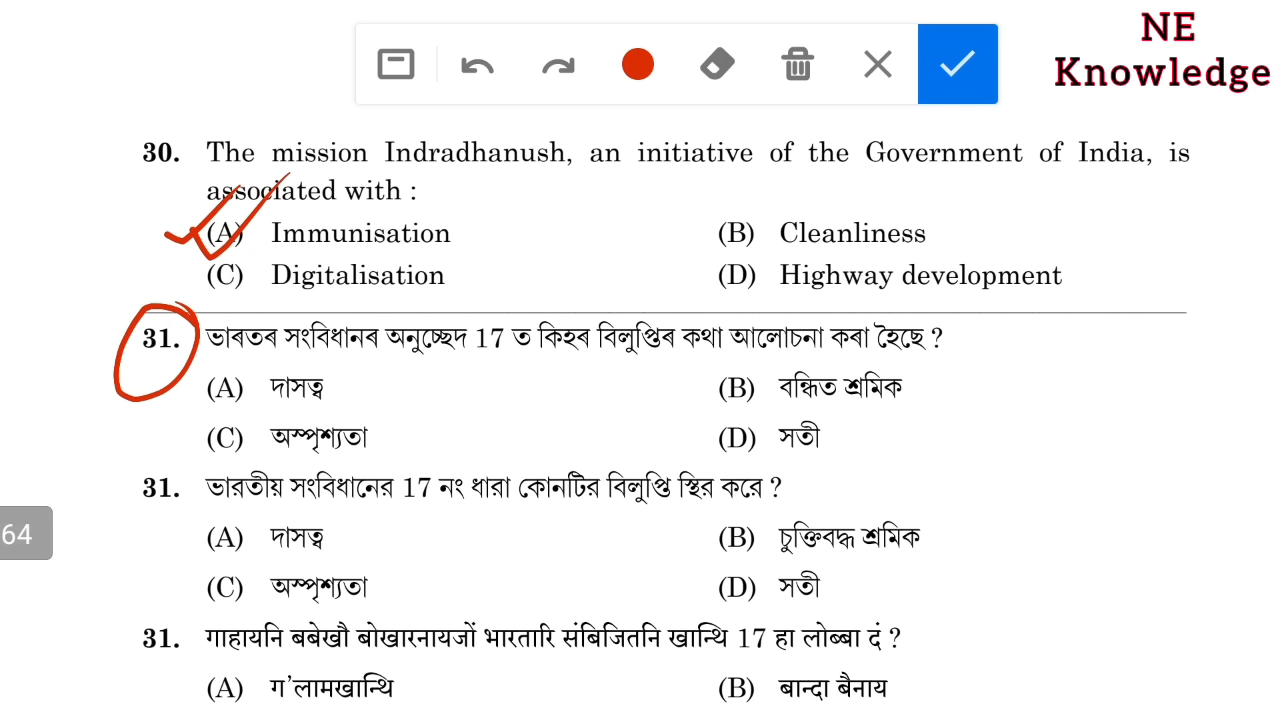 NE
Knowledge
30. The mission Indradhanush, an initiative of the Government of India, is
associated with :
(A) Immunisation (B) Cleanliness
(C) Digitalisation (D) Highway development
31. ভাৰতৰ সংবিধানৰ অনুচ্ছেদ 17 ত কিহৰ বিলুপ্তিৰ কথা আলোচনা কৰা হৈছে ?
(A) দাসত্ব (B) বন্ধিত শ্ৰমিক
(C) অস্পৃশ্যতা (D) সতী
31. ভারতীয় সংবিধানের 17 নং ধারা কোনটির বিলুপ্তি স্থির করে ?
(A) দাসত্ব (B) চুক্তিবদ্ধ শ্রমিক
64
(C) অস্পৃশ্যতা (D) সতী
31. गाहायनि बबेखौ बोखारनायजों भारतारि संबिजितनि खान्थि 17 हा लोब्बा दं ?
(A) ग'लामखान्थि (B) बान्दा बैनाय